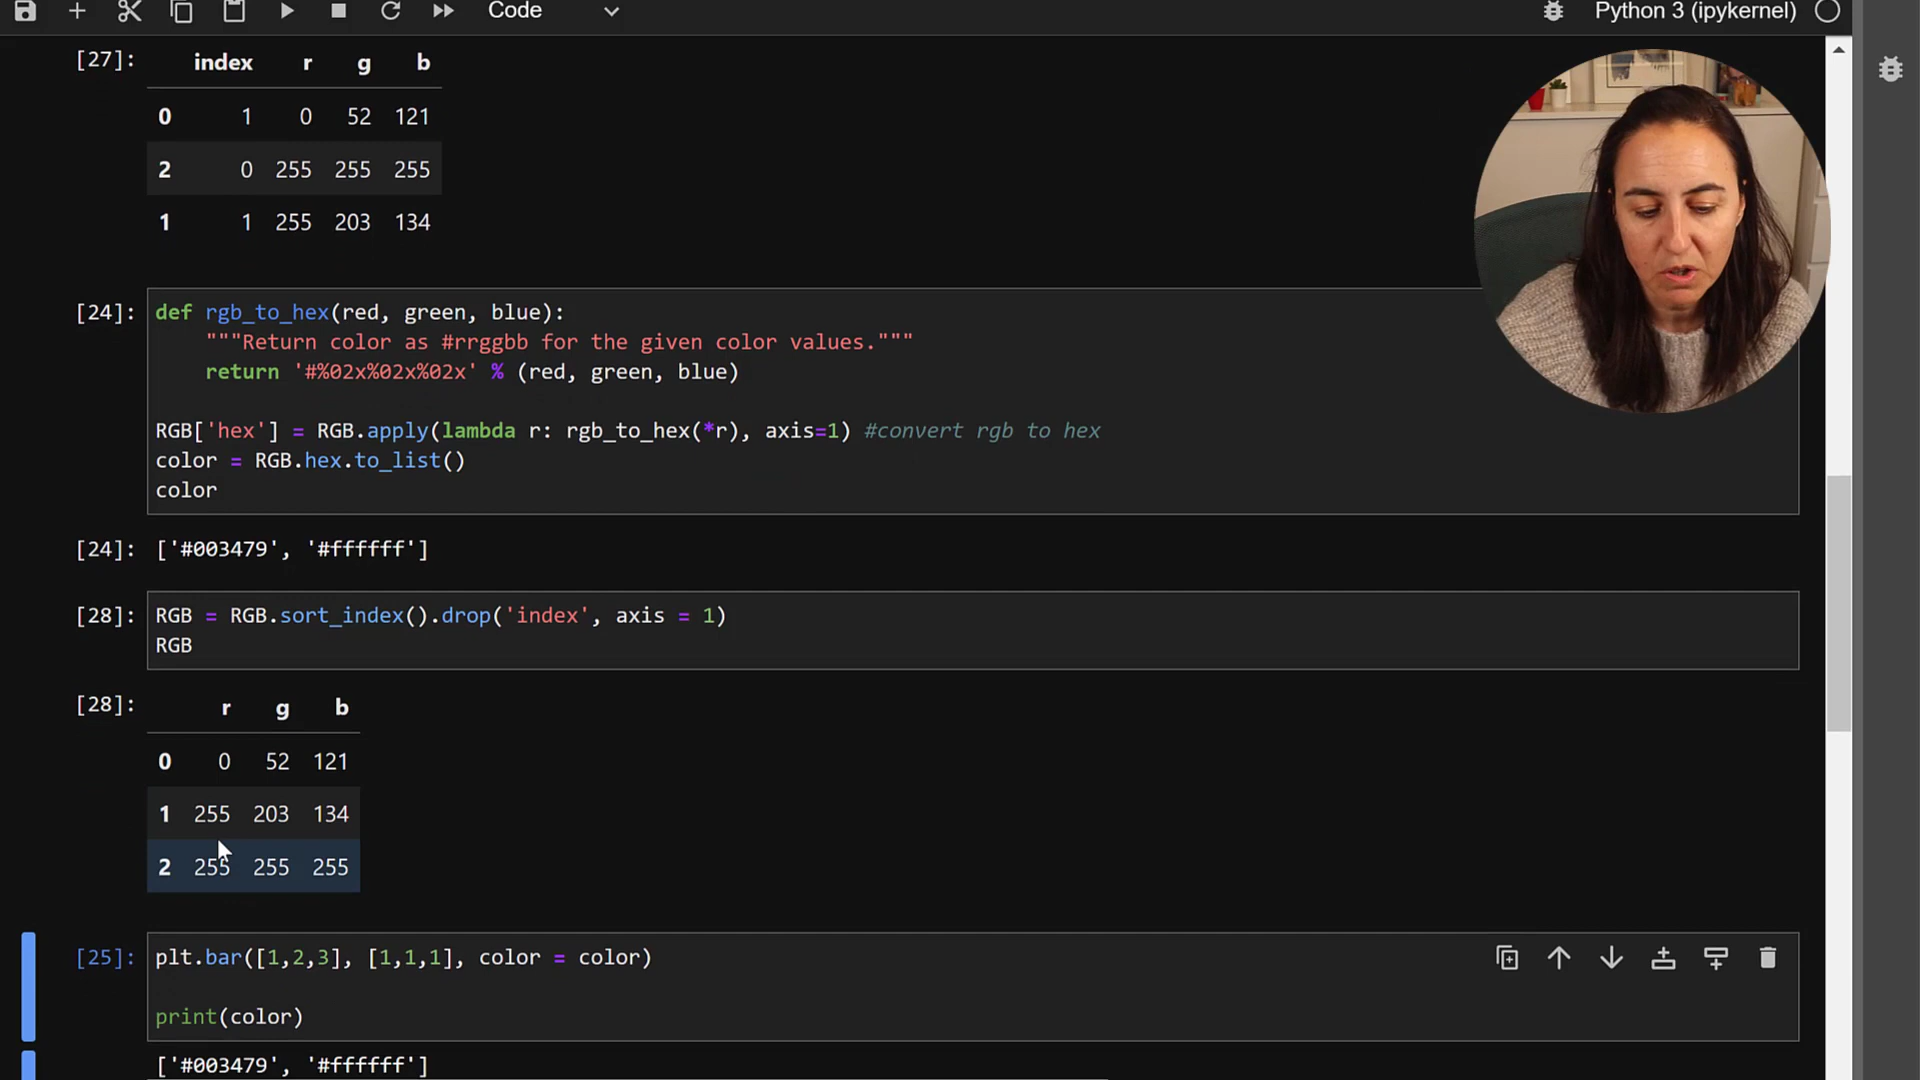 Code
Python 3 (ipykernel)
[27]:
index r g b
0 1 0 52 121
2 0 255 255 255
1 1 255 203 134
[24]:
def rgb_to_hex(red, green, blue):
"""Return color as #rrggbb for the given color values."""
return '#%02x%02x%02x' % (red, green, blue)
RGB['hex'] = RGB.apply(lambda r: rgb_to_hex(*r), axis=1) #convert rgb to hex
color = RGB.hex.to_list()
color
[24]: ['#003479', '#ffffff']
[28]: RGB = RGB.sort_index().drop('index', axis = 1)
RGB
[28]:
r g b
0 0 52 121
1 255 203 134
2 255 255 255
[25]: plt.bar([1,2,3], [1,1,1], color = color)
print(color)
['#003479', '#ffffff']